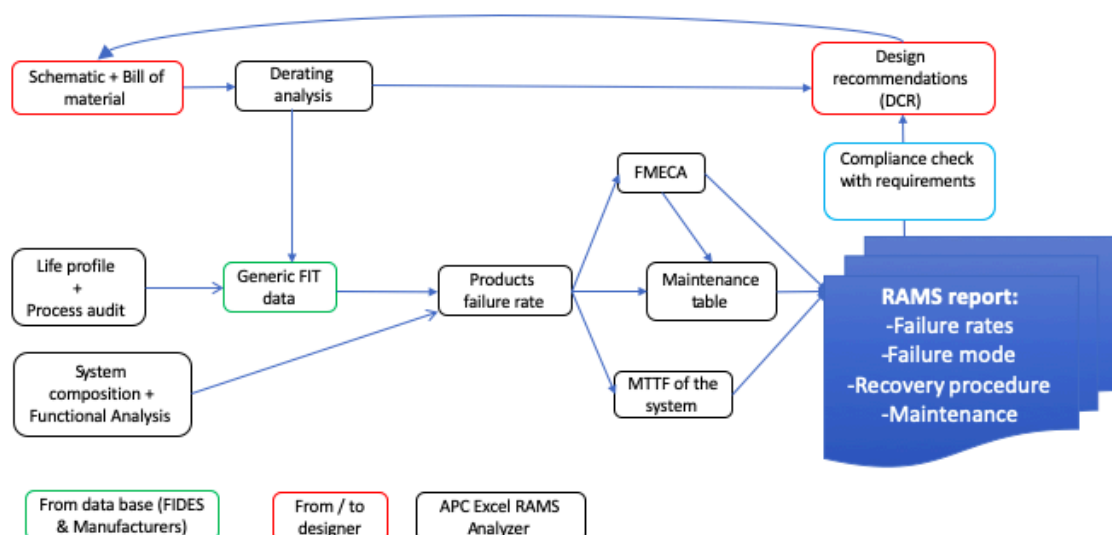 Schematic + Bill of
material
Derating
analysis
Design
recommendations
(DCR)
Compliance check
with requirements
FMECA
Life profile
+
Process audit
Generic FIT
data
Products
failure rate
Maintenance
table
System
composition +
Functional Analysis
MTTF of the
system
RAMS report:
-Failure rates
-Failure mode
-Recovery procedure
-Maintenance
From data base (FIDES
& Manufacturers)
From / to
designer
APC Excel RAMS
Analyzer